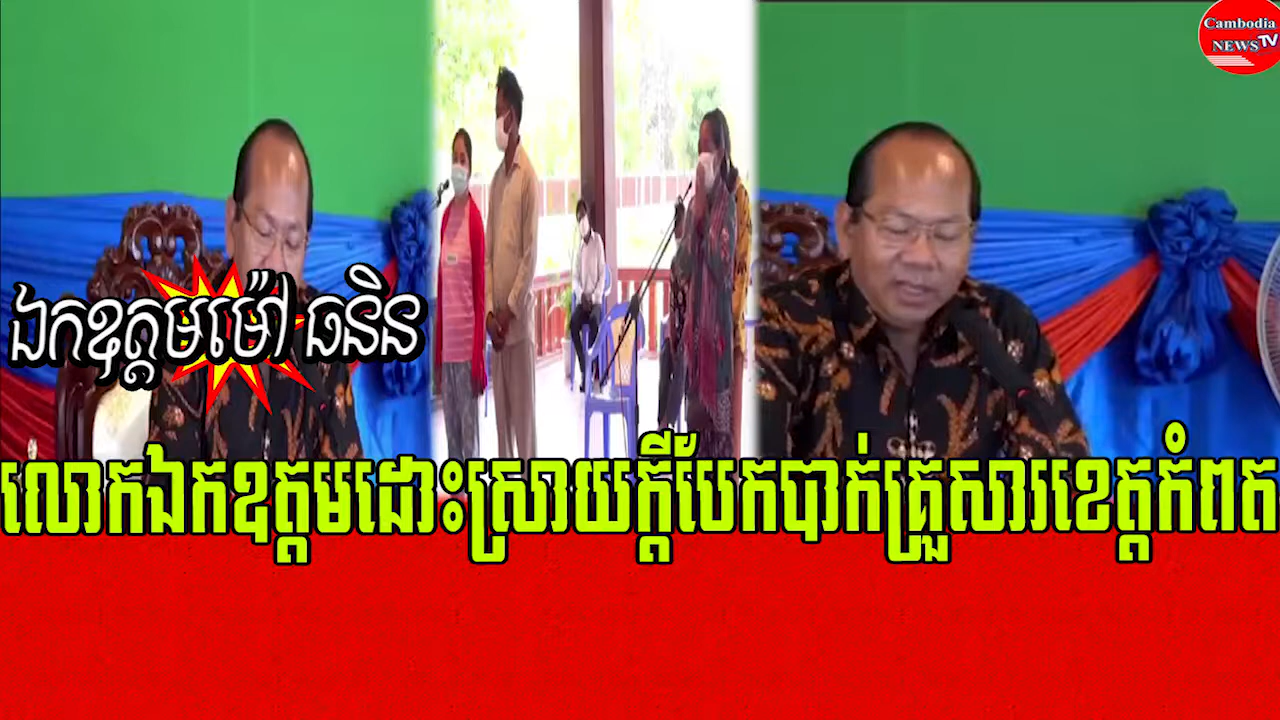 Cambodia
NEWS TV
ឯកឧត្តមម៉ៅ ធនិន
លោកឯកឧត្តមដោះស្រាយក្តីបែកបាក់គ្រួសារខេត្តកំពត